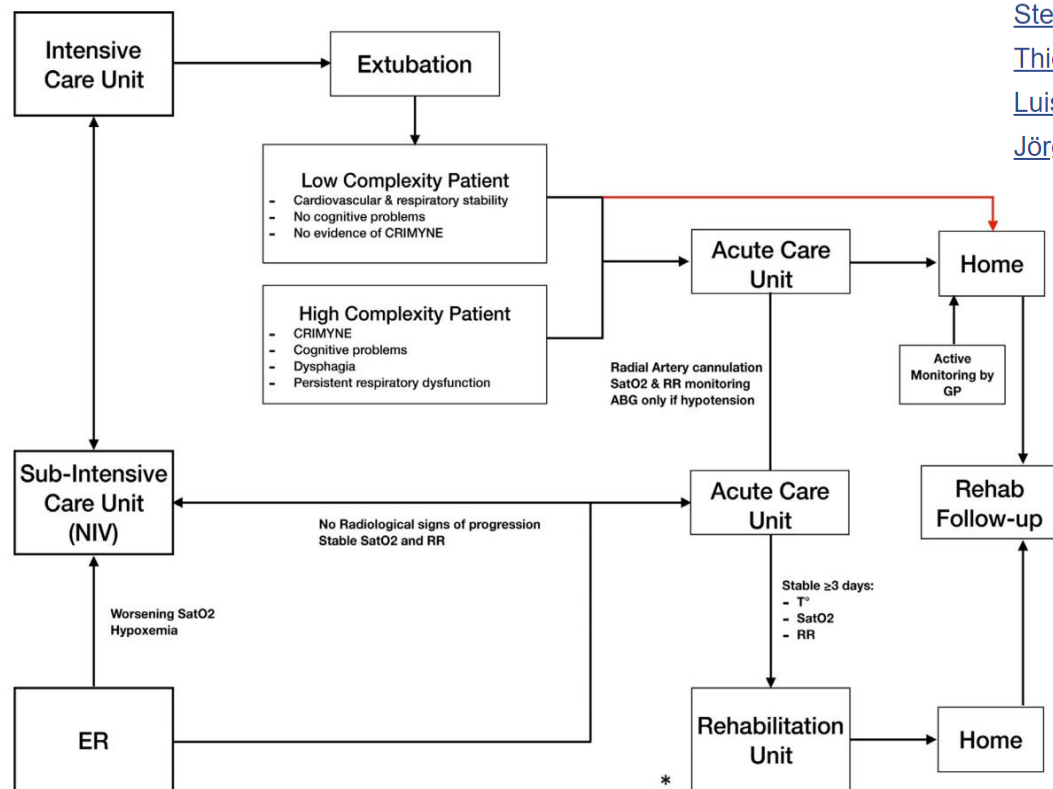 Intensive
Care Unit
Extubation
Low Complexity Patient
- Cardiovascular & respiratory stability
- No cognitive problems
- No evidence of CRIMYNE
High Complexity Patient
- CRIMYNE
- Cognitive problems
- Dysphagia
- Persistent respiratory dysfunction
Acute Care
Unit
Home
Active
Monitoring by
GP
Radial Artery cannulation
SatO2 & RR monitoring
ABG only if hypotension
Sub-Intensive
Care Unit
(NIV)
No Radiological signs of progression
Stable SatO2 and RR
Acute Care
Unit
Rehab
Follow-up
Worsening SatO2
Hypoxemia
Stable ≥3 days:
- T°
- SatO2
- RR
ER
*
Rehabilitation
Unit
Home
Ste
Thi
Luis
Jör